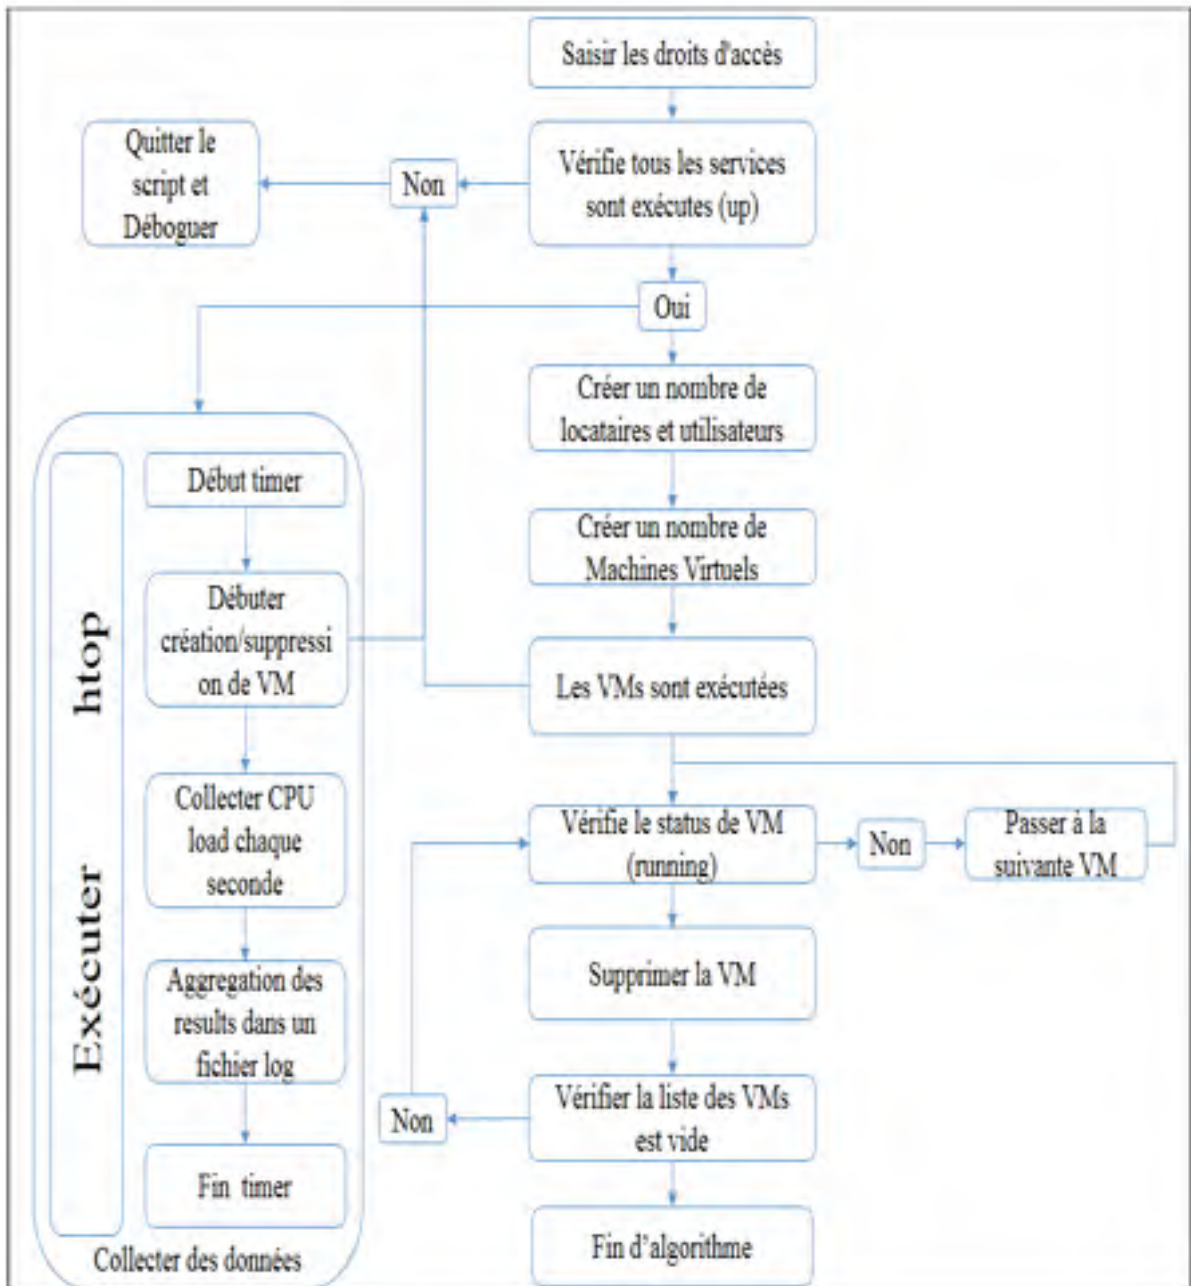 Saisir les droits d'accès
Quitter le
script et
Déboguer
Non
Vérifie tous les services
sont exécutes (up)
Oui
Créer un nombre de
locataires et utilisateurs
Créer un nombre de
Machines Virtuels
Les VMs sont exécutées
Vérifie le status de VM
(running)
Non
Passer à la
suivante VM
Supprimer la VM
Vérifier la liste des VMs
est vide
Non
Fin d'algorithme
Exécuter htop
Début timer
Débuter
création/suppressi
on de VM
Collecter CPU
load chaque
seconde
Aggregation des
results dans un
fichier log
Fin timer
Collecter des données